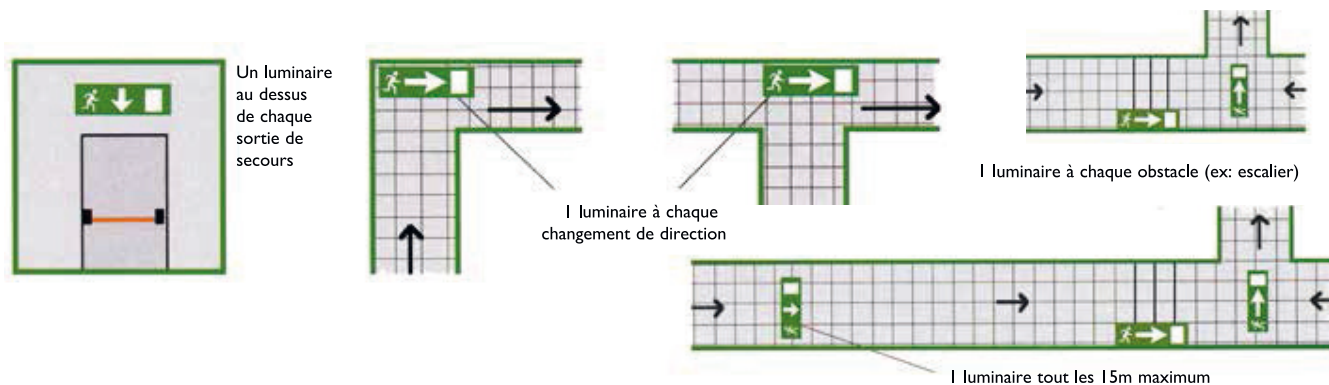 Un luminaire
au dessus
de chaque
sortie de
secours
1 luminaire à chaque
changement de direction
1 luminaire à chaque obstacle (ex: escalier)
1 luminaire tout les 15m maximum